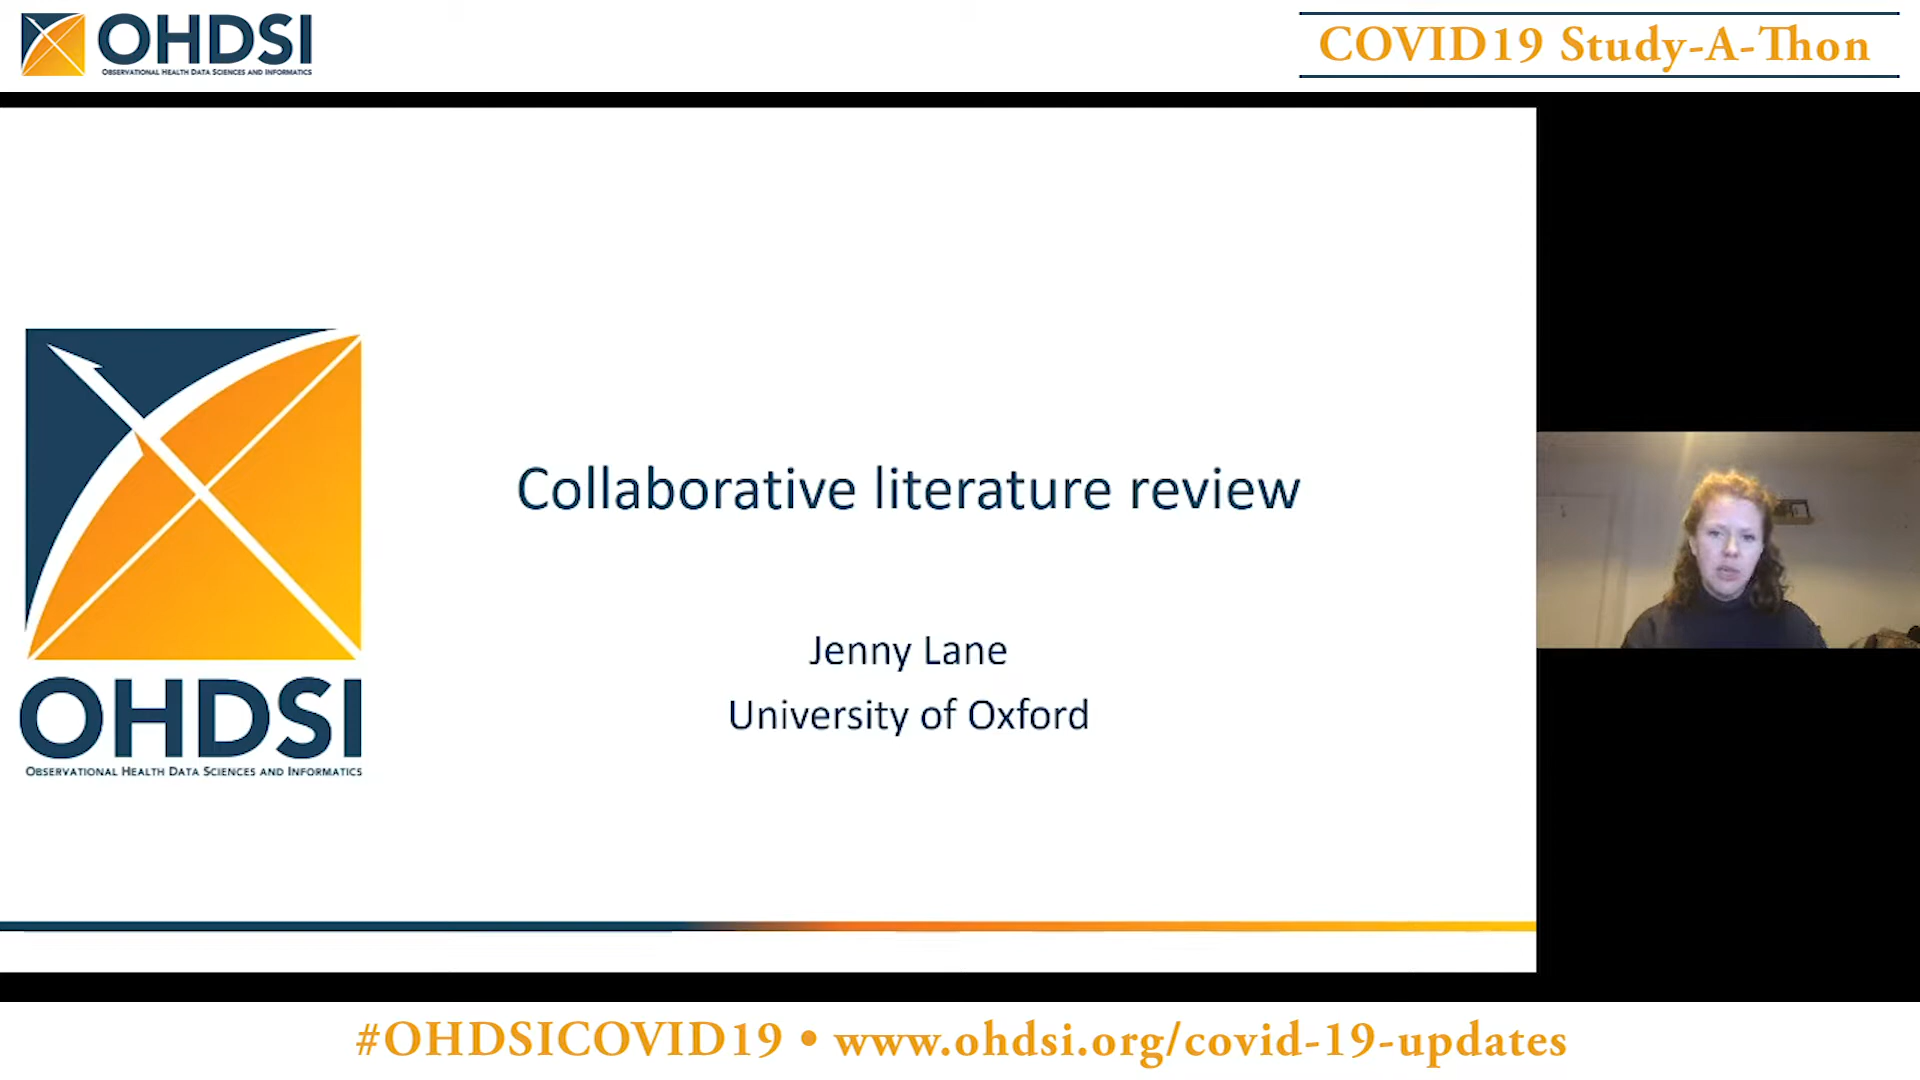 OHDSI
OBSERVATIONAL HEALTH DATA SCIENCES AND INFORMATICS
COVID19 Study-A-Thon
Collaborative literature review
Jenny Lane
University of Oxford
OHDSI
OBSERVATIONAL HEALTH DATA SCIENCES AND INFORMATICS
#OHDSICOVID19 • www.ohdsi.org/covid-19-updates